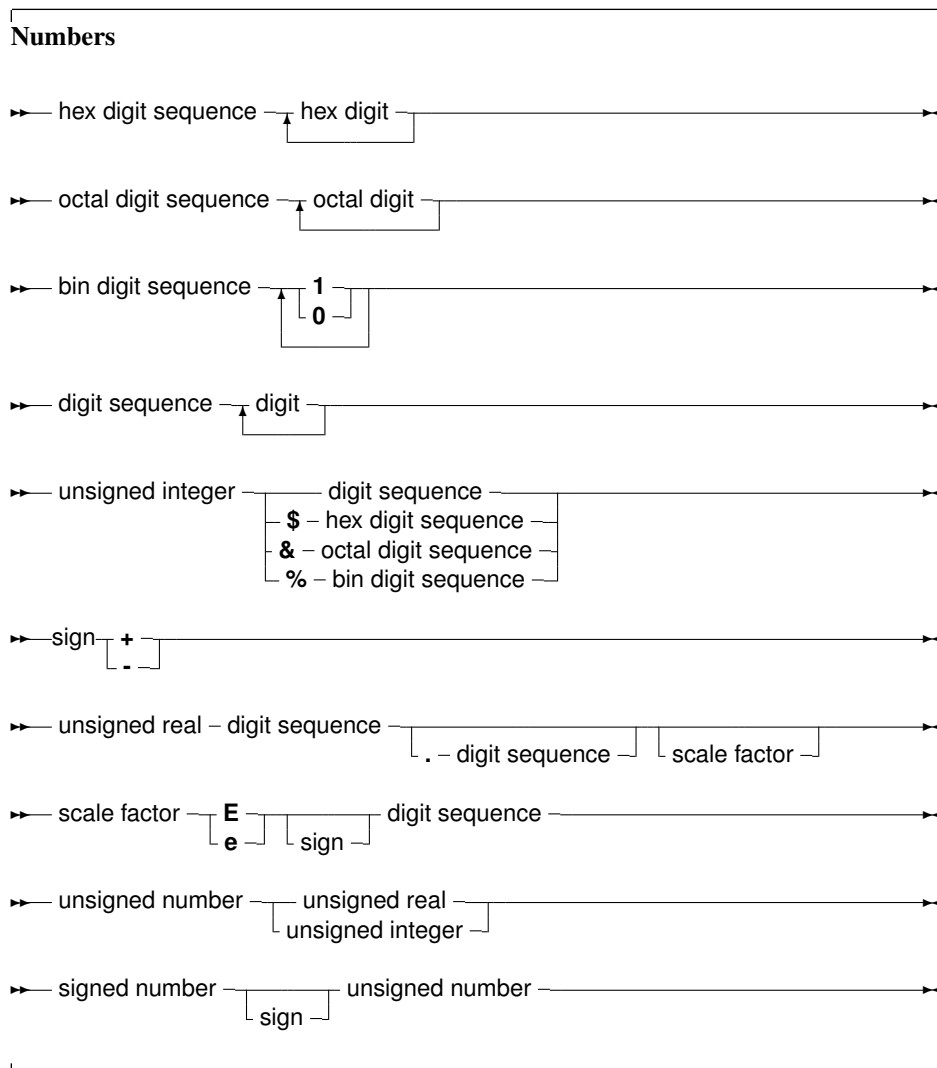 Numbers
hex digit sequence hex digit
octal digit sequence octal digit
bin digit sequence 1
0
digit sequence digit
unsigned integer digit sequence
$ hex digit sequence
& octal digit sequence
% bin digit sequence
sign +
-
unsigned real digit sequence
. digit sequence scale factor
scale factor E digit sequence
e sign
unsigned number unsigned real
unsigned integer
signed number unsigned number
sign